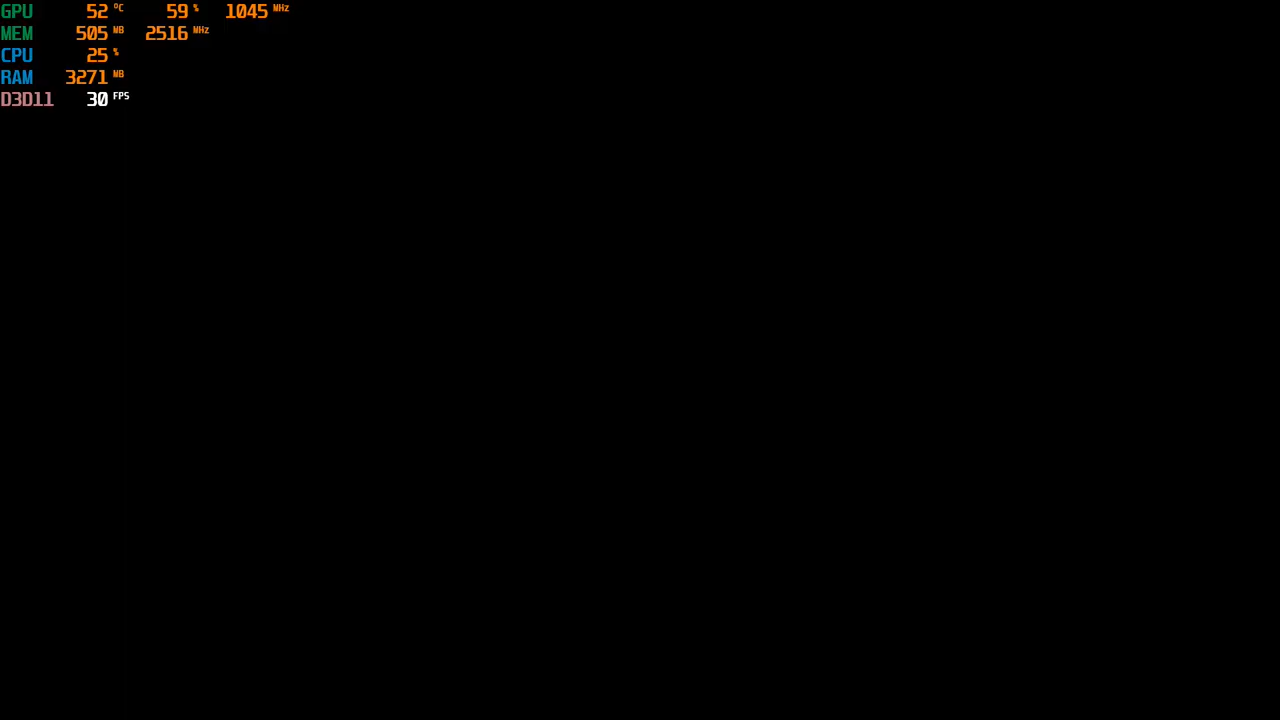 GPU 52 °C 59 % 1045 MHz
MEM 505 MB 2516 MHz
CPU 25 %
RAM 3271 MB
D3D11 30 FPS